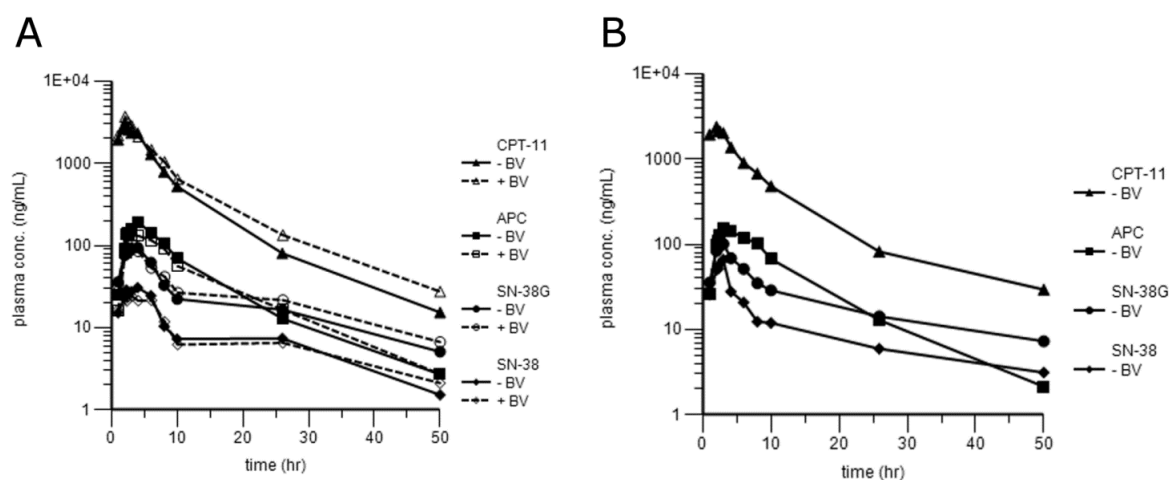 A
1E+04
1000
100
10
1
plasma conc. (ng/mL)
0
10
20
30
40
50
time (hr)
CPT-11
- BV
+ BV
APC
- BV
+ BV
SN-38G
- BV
+ BV
SN-38
- BV
+ BV
B
1E+04
1000
100
10
1
plasma conc. (ng/mL)
0
10
20
30
40
50
time (hr)
CPT-11
- BV
APC
- BV
SN-38G
- BV
SN-38
- BV